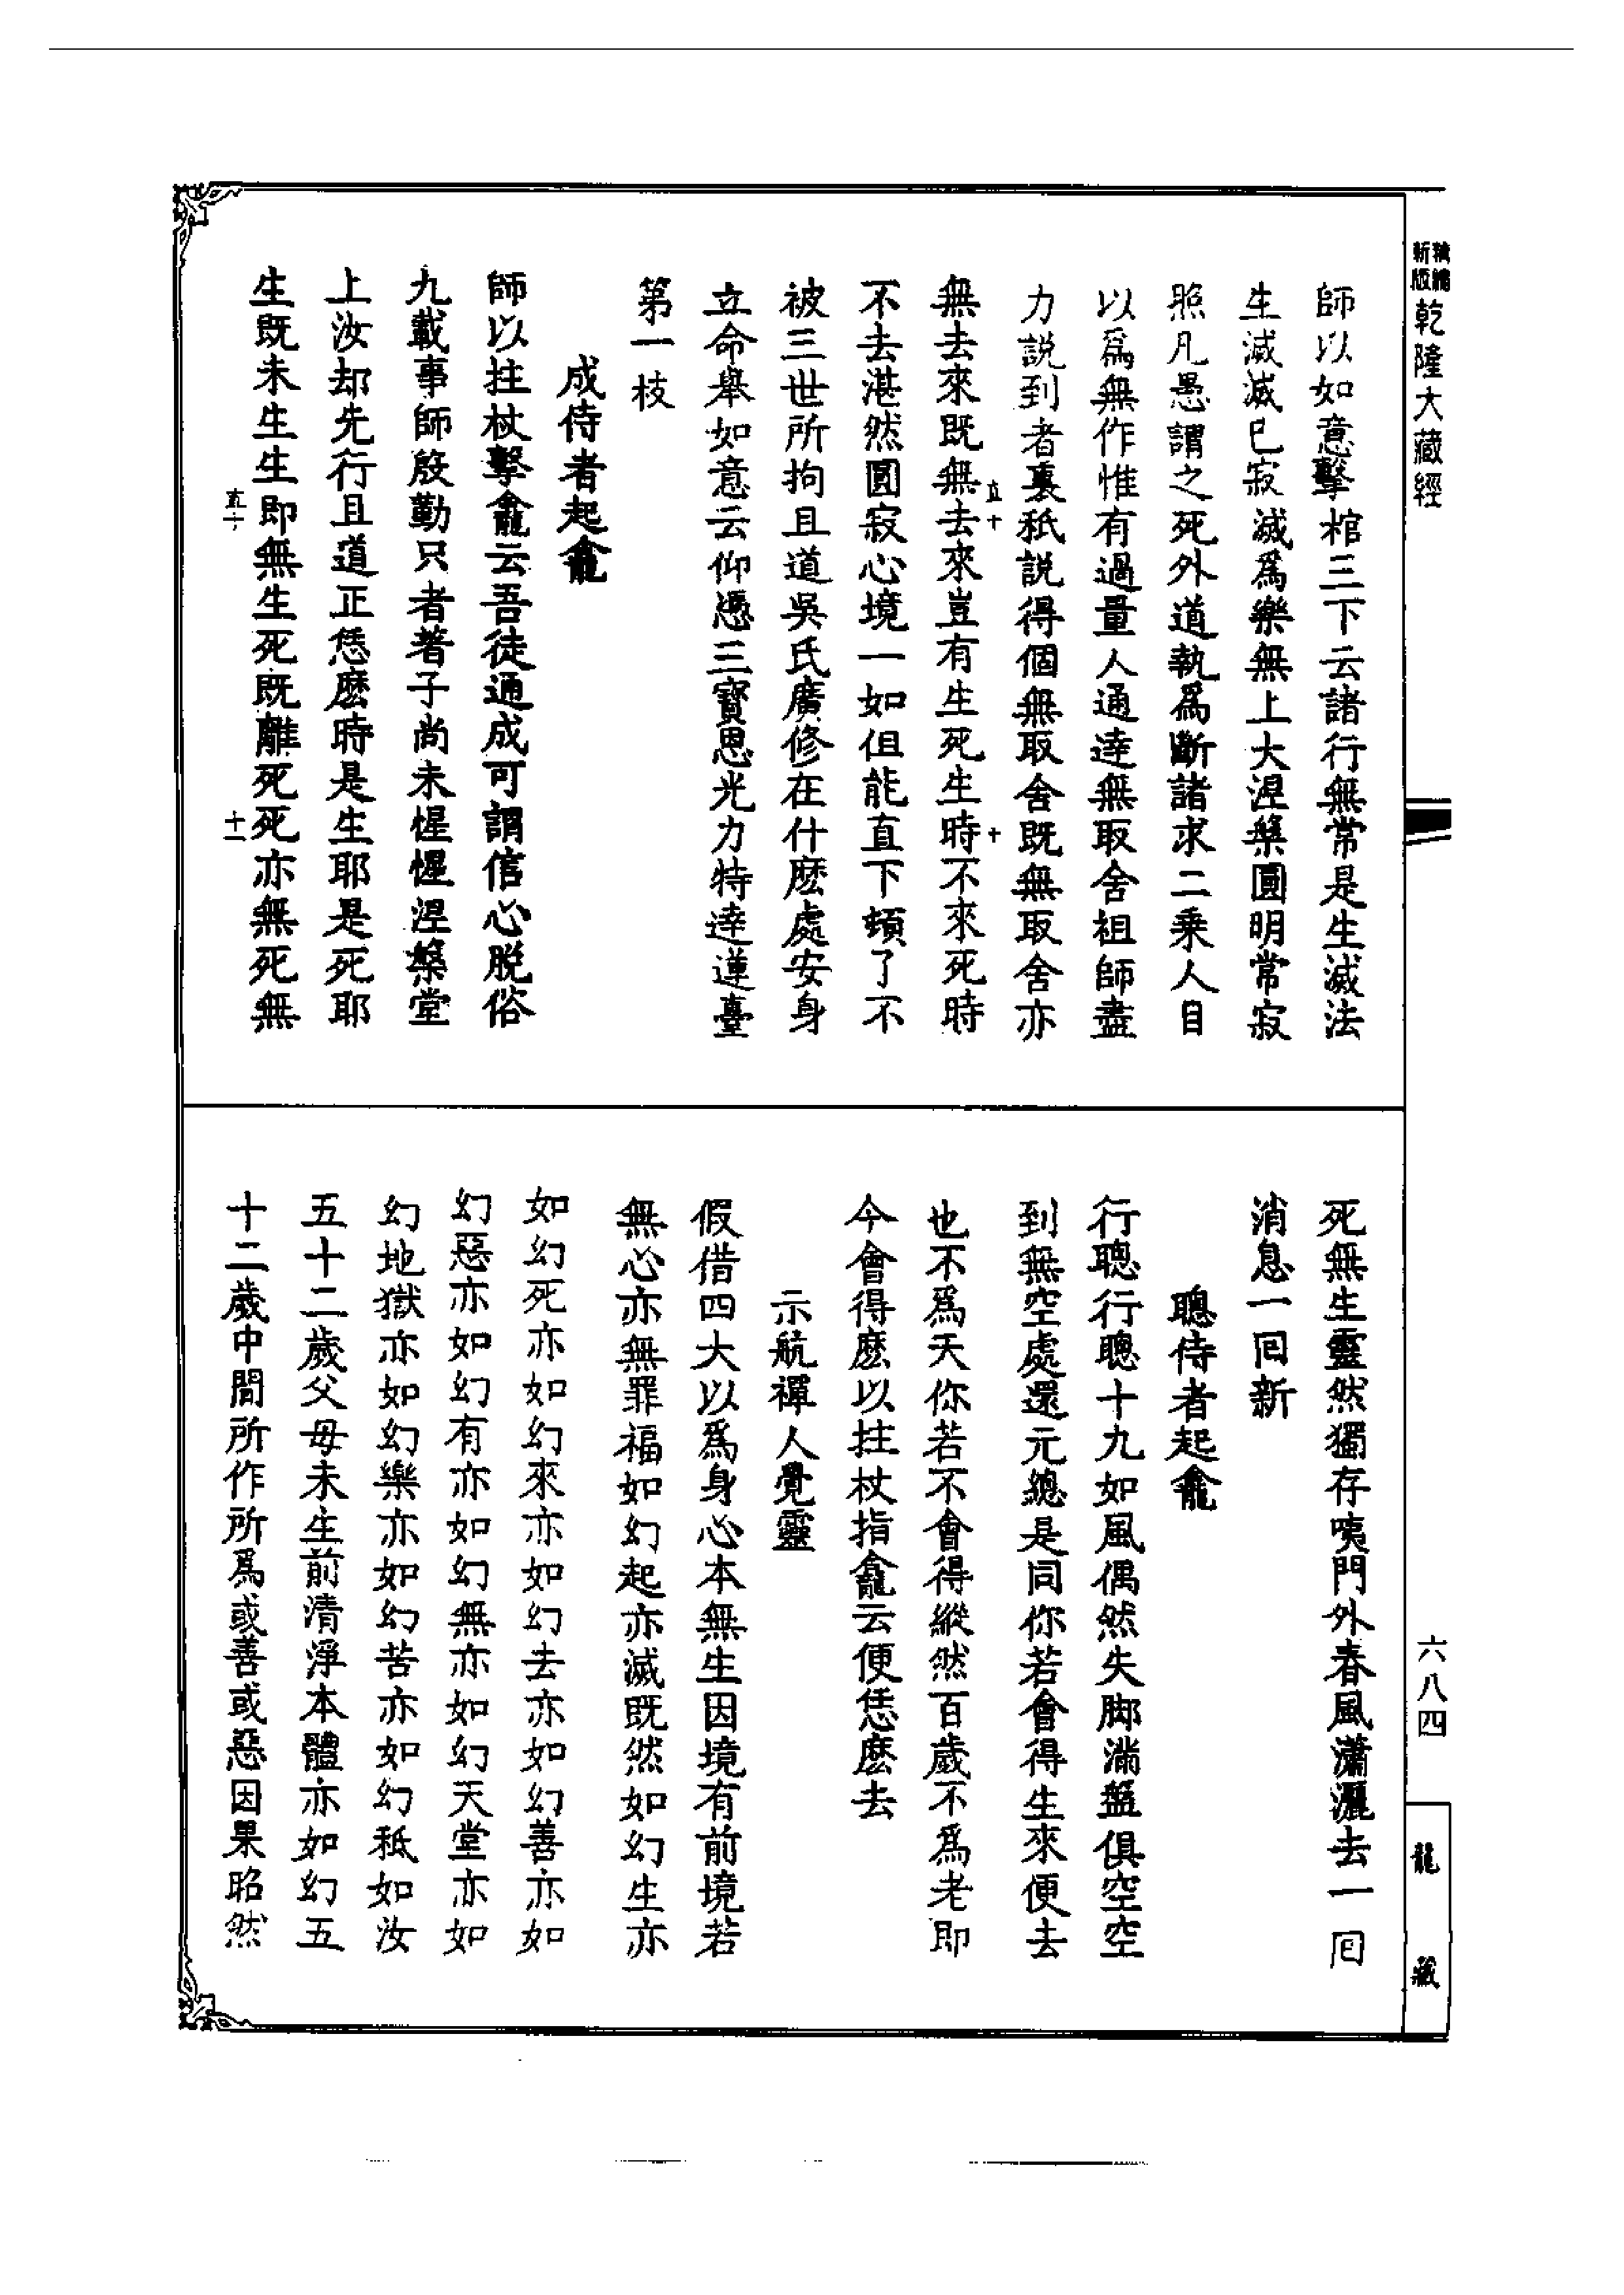 新編
縮版
乾隆大藏經
六八四
龍藏
師以如意擊棺三下云諸行無常是生滅法
生滅滅已寂滅爲樂無上大涅槃圓明常寂
照凡愚謂之死外道執爲斷諸求二乘人目
以爲無作惟有過量人通達無取舍祖師盡
力說到者裏秖說得個無取舍既無取舍亦
無去來既無去來豈有生死生時不來死時
不去湛然圓寂心境一如但能直下頓了不
被三世所拘且道吳氏廣修在什麽處安身
立命舉如意云仰憑三寶恩光力特達蓮臺
第一枝
成侍者起龕
師以拄杖擊龕云吾徒通成可謂信心脫俗
九載事師殷勤只者著子尚未惺惺涅槃堂
上汝却先行且道正恁麽時是生耶是死耶
生既未生生即無生死既離死死亦無死無
直十 十
直十 十一
死無生靈然獨存咦門外春風瀟灑去一回
消息一回新
聰侍者起龕
行聰行聰十九如風偶然失脚滿盤俱空空
到無空處還元總是同你若會得生來便去
也不爲天你若不會得縱然百歲不爲老即
今會得麽以拄杖指龕云便恁麽去
示航禪人覺靈
假借四大以爲身心本無生因境有前境若
無心亦無罪福如幻起亦滅既然如幻生亦
如幻死亦如幻來亦如幻去亦如幻善亦如
幻惡亦如幻有亦如幻無亦如幻天堂亦如
幻地獄亦如幻樂亦如幻苦亦如幻秖如汝
五十二歲父母未生前清淨本體亦如幻五
十二歲中間所作所爲或善或惡因果昭然